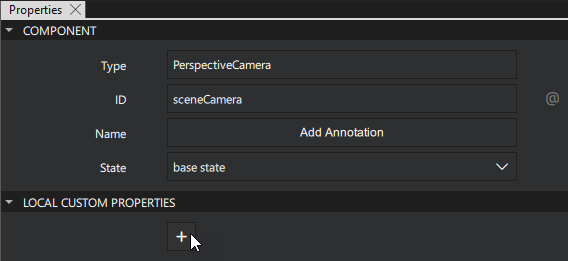 Properties
COMPONENT
Type PerspectiveCamera
ID sceneCamera @
Name Add Annotation
State base state
LOCAL CUSTOM PROPERTIES
+